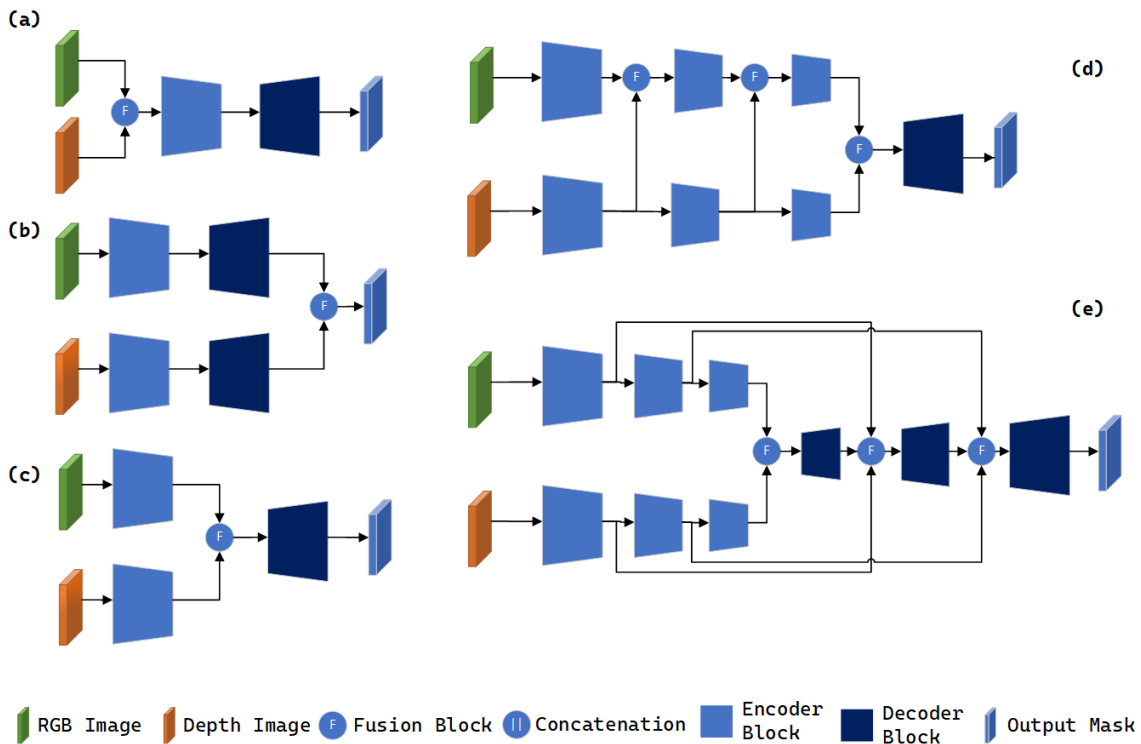 (a)
F
(b)
F
(c)
F
(d)
F
F
F
(e)
F
F
F
RGB Image
Depth Image
F
Fusion Block
||
Concatenation
Encoder
Block
Decoder
Block
Output Mask